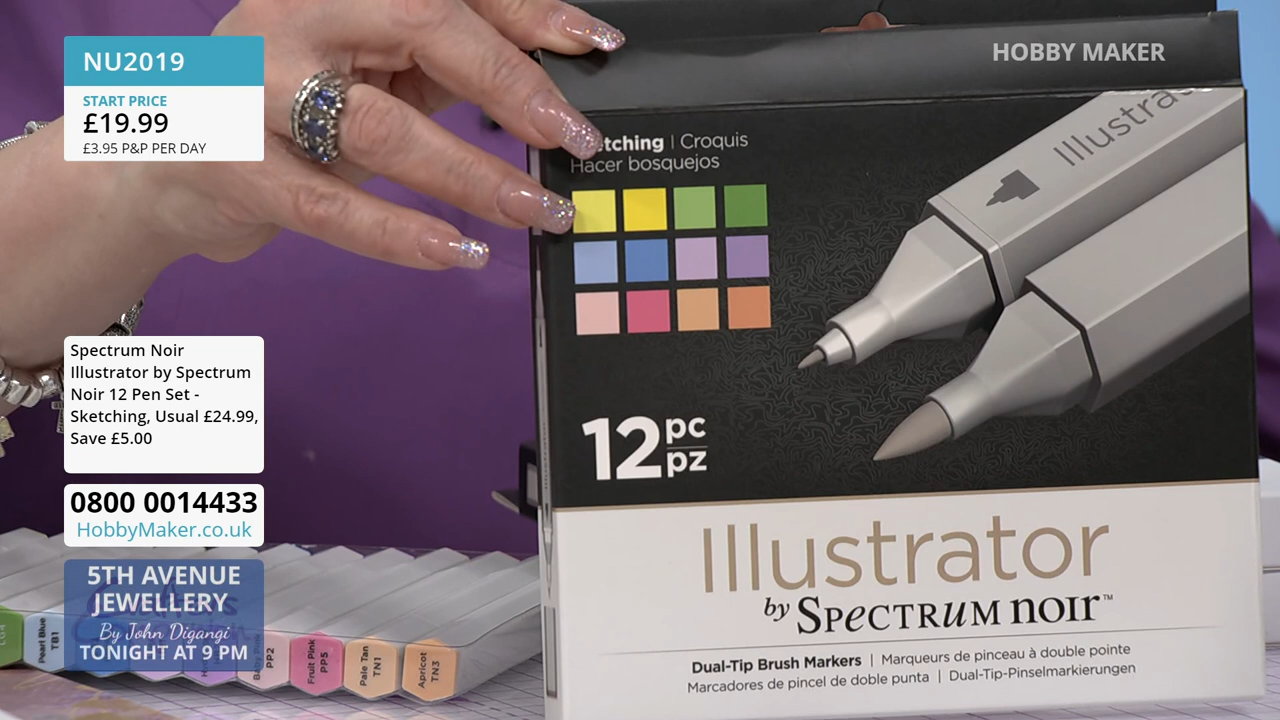 NU2019
START PRICE
£19.99
£3.95 P&P PER DAY
Spectrum Noir
Illustrator by Spectrum
Noir 12 Pen Set -
Sketching, Usual £24.99,
Save £5.00
0800 0014433
HobbyMaker.co.uk
5TH AVENUE
JEWELLERY
By John Digangi
TONIGHT AT 9 PM
HOBBY MAKER
etching | Croquis
Hacer bosquejos
Illustra
12 pc
pz
Illustrator
by SPECTRUM NOIR™
Dual-Tip Brush Markers | Marqueurs de pinceau à double pointe
Marcadores de pincel de doble punta | Dual-Tip-Pinselmarkierungen
Pearl Blue
TB1
PP2
Fruit Pink
PP5
Pale Tan
TN1
Apricot
TN3